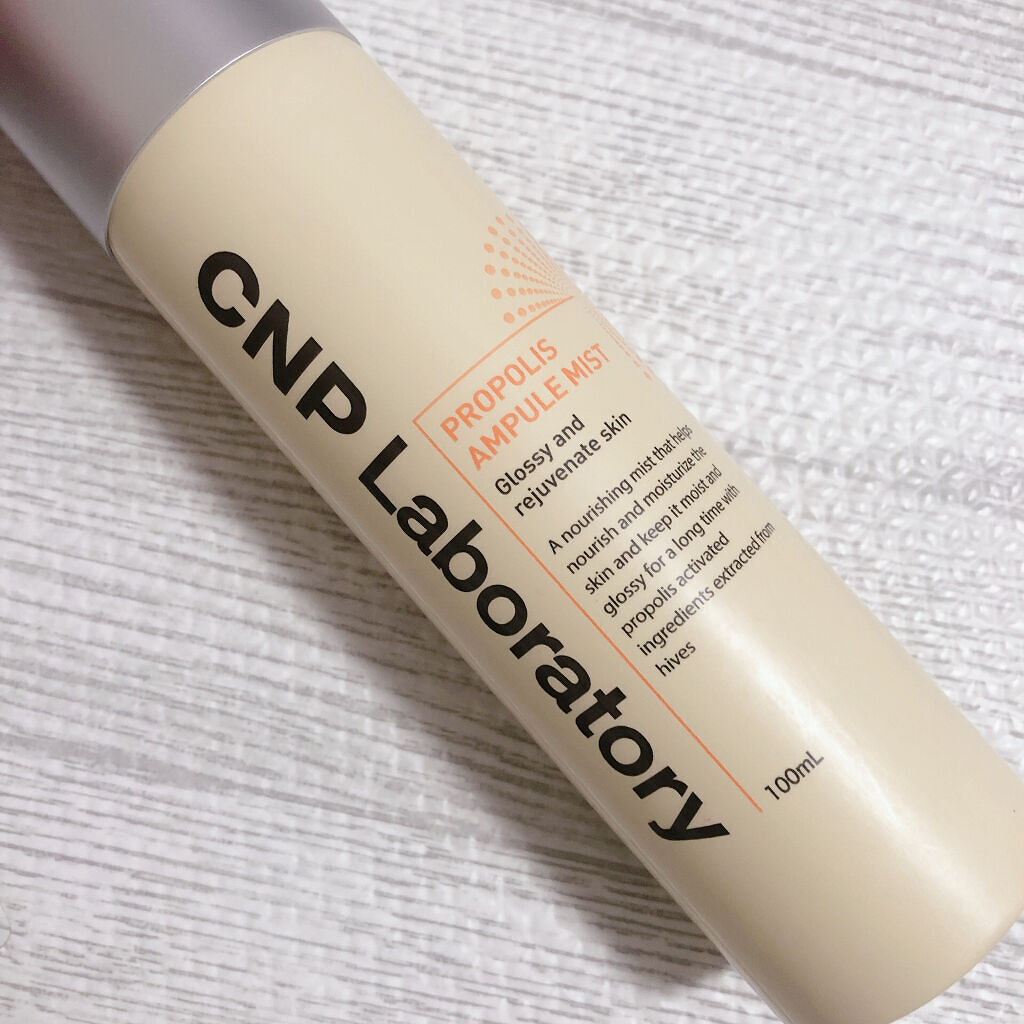 CNP Laboratory
PROPOLIS
AMPULE MIST
Glossy and
rejuvenate skin
A nourishing mist that helps
nourish and moisturize the
skin and keep it moist and
glossy for a long time with
propolis activated
ingredients extracted from
hives
100mL